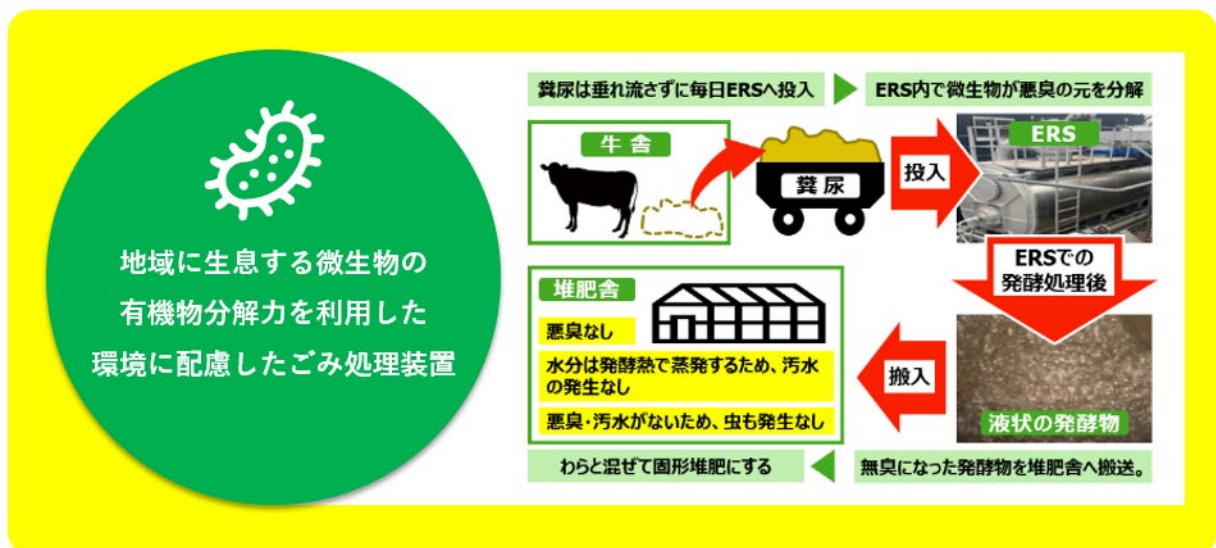 地域に生息する微生物の
有機物分解力を利用した
環境に配慮したごみ処理装置
糞尿は垂れ流さずに毎日ERSへ投入
ERS内で微生物が悪臭の元を分解
牛舎
糞尿
投入
ERS
ERSでの
発酵処理後
液状の発酵物
搬入
堆肥舎
悪臭なし
水分は発酵熱で蒸発するため、汚水
の発生なし
悪臭・汚水がないため、虫も発生なし
無臭になった発酵物を堆肥舎へ搬送。
わらと混ぜて固形堆肥にする